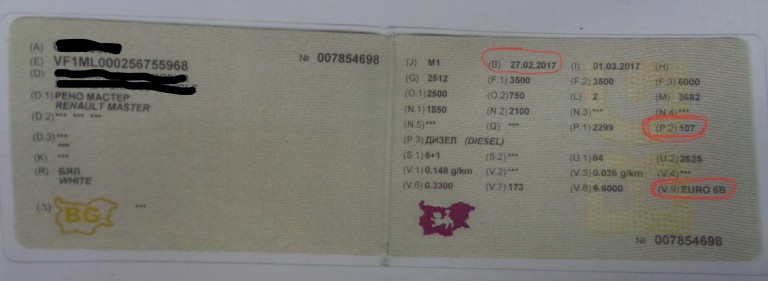 (A)
(E) VF1ML000256755968
№ 007854698
(D)
(D.1) РЕНО МАСТЕР
RENAULT MASTER
(D.2) *** *** ***
(D.3) ***
***
(K) ***
(R) БЯЛ
WHITE
(Δ) BG ***
(J) M1 (B) 27.02.2017 (I) 01.03.2017 (H)
(G) 2512 (F.1) 3500 (F.2) 3500 (F.3) 6000
(O.1) 2500 (O.2) 750 (L) 2 (M) 3682
(N.1) 1850 (N.2) 2100 (N.3) *** (N.4) ***
(N.5) *** (Q) *** (P.1) 2299 (P.2) 107
(P.3) ДИЗЕЛ (DIESEL)
(S.1) 6+1 (S.2) *** (U.1) 84 (U.2) 2625
(V.1) 0.148 g/km (V.2) *** (V.3) 0.036 g/km (V.4) ***
(V.6) 0.3300 (V.7) 173 (V.8) 6.6000 (V.9) EURO 6B
№ 007854698